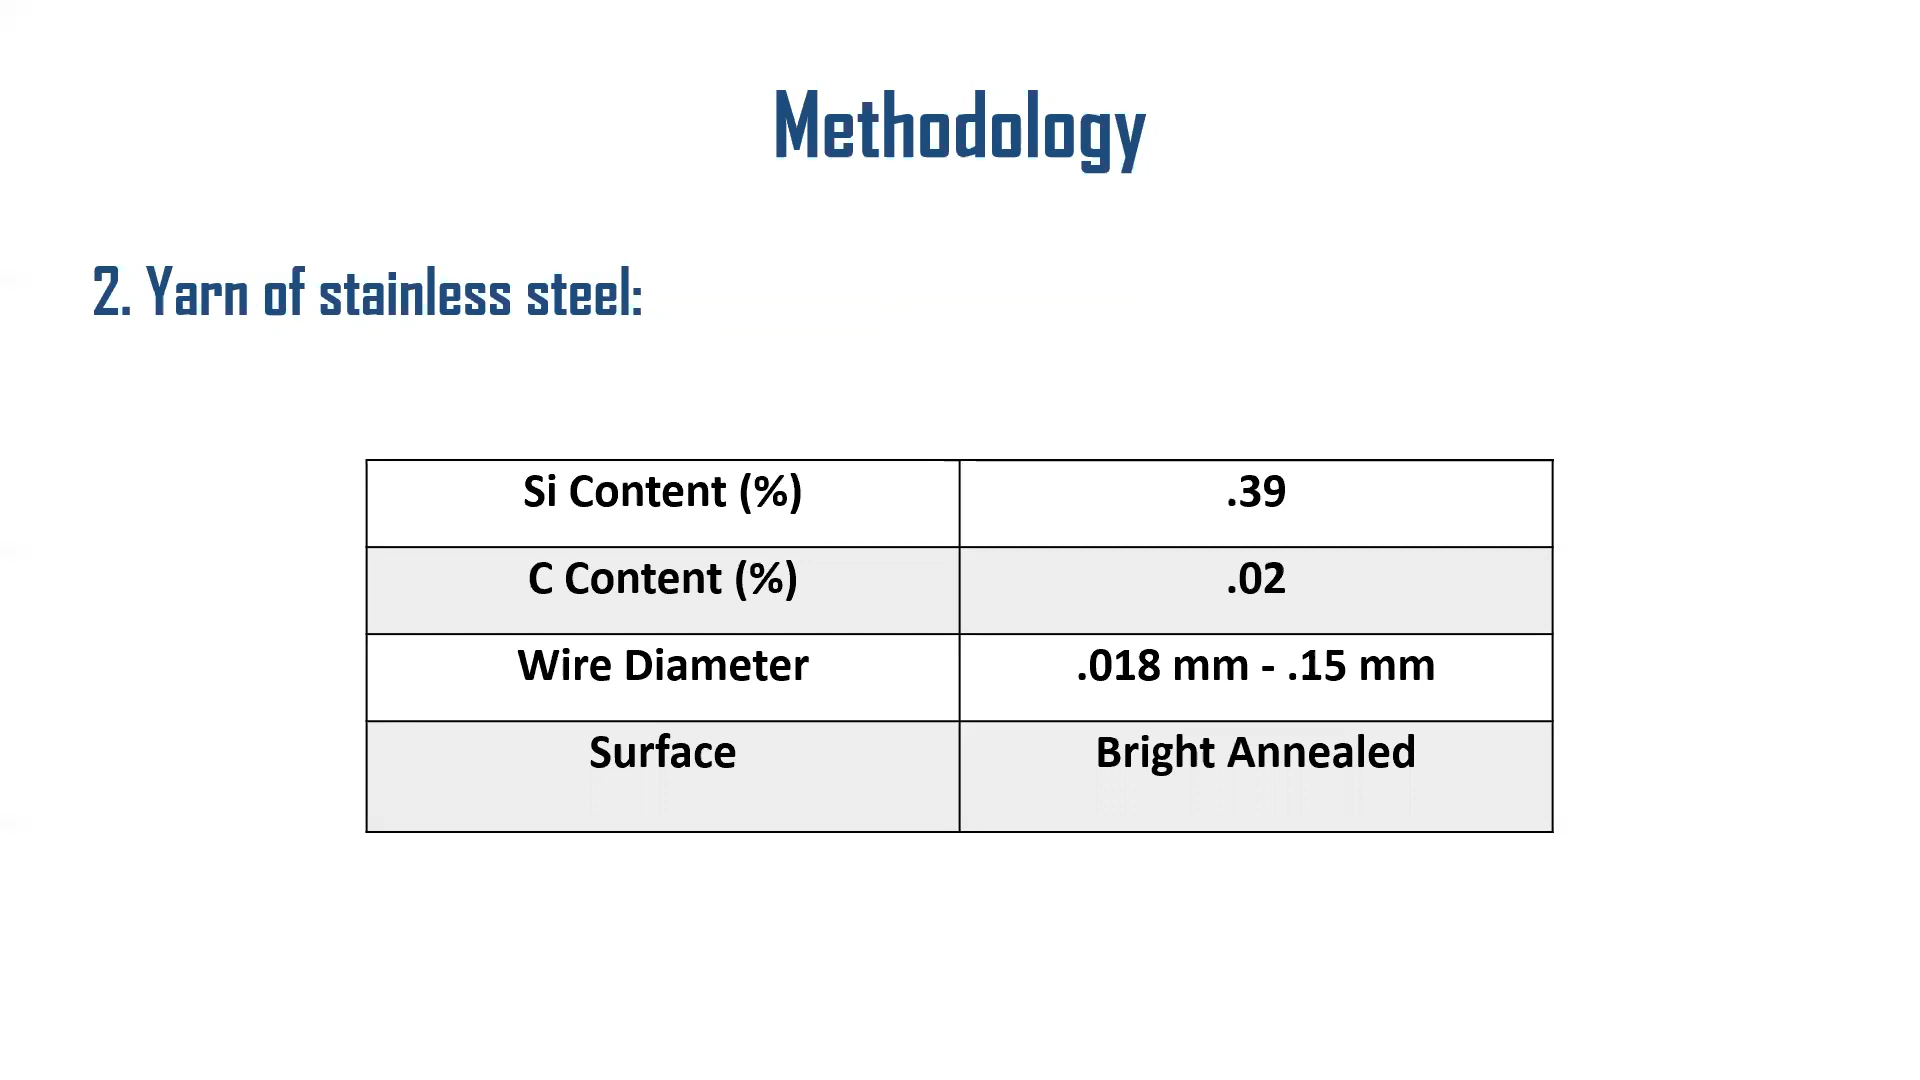 Methodology
2. Yarn of stainless steel:
Si Content (%) .39
C Content (%) .02
Wire Diameter .018 mm - .15 mm
Surface Bright Annealed